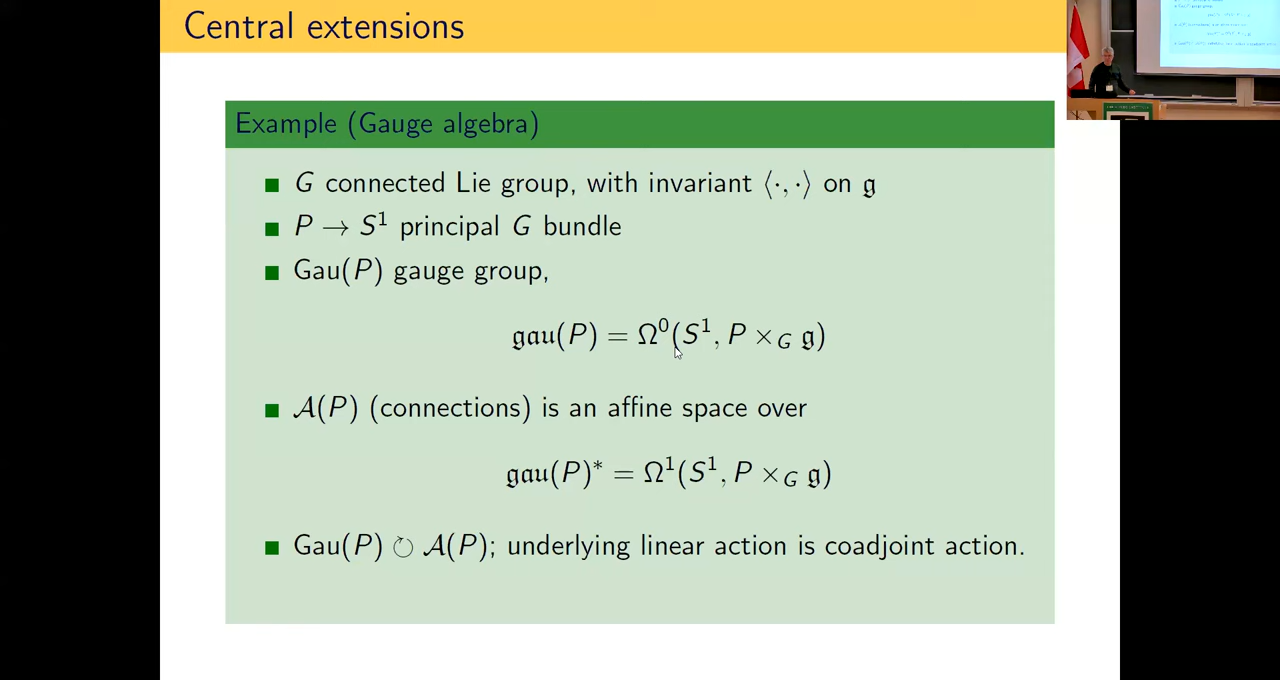 Central extensions
Example (Gauge algebra)
G connected Lie group, with invariant ⟨·, ·⟩ on 𝔤
P → S¹ principal G bundle
Gau(P) gauge group,
𝔤𝔞𝔲(P) = Ω⁰(S¹, P ×_G 𝔤)
𝒜(P) (connections) is an affine space over
𝔤𝔞𝔲(P)* = Ω¹(S¹, P ×_G 𝔤)
Gau(P) ↻ 𝒜(P); underlying linear action is coadjoint action.